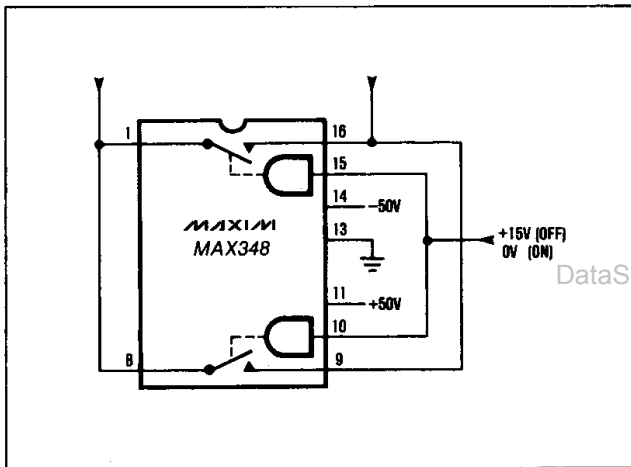 1
16
15
14
−50V
MAXIM
MAX348
13
+15V (OFF)
0V (ON)
DataS
11
+50V
10
8
9